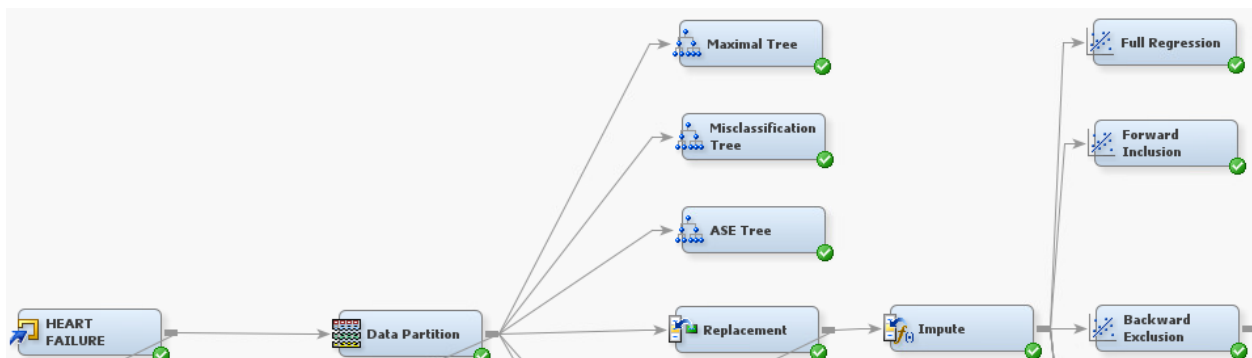 Maximal Tree
Full Regression
Misclassification
Tree
Forward
Inclusion
ASE Tree
HEART
FAILURE
Data Partition
Replacement
Impute
Backward
Exclusion